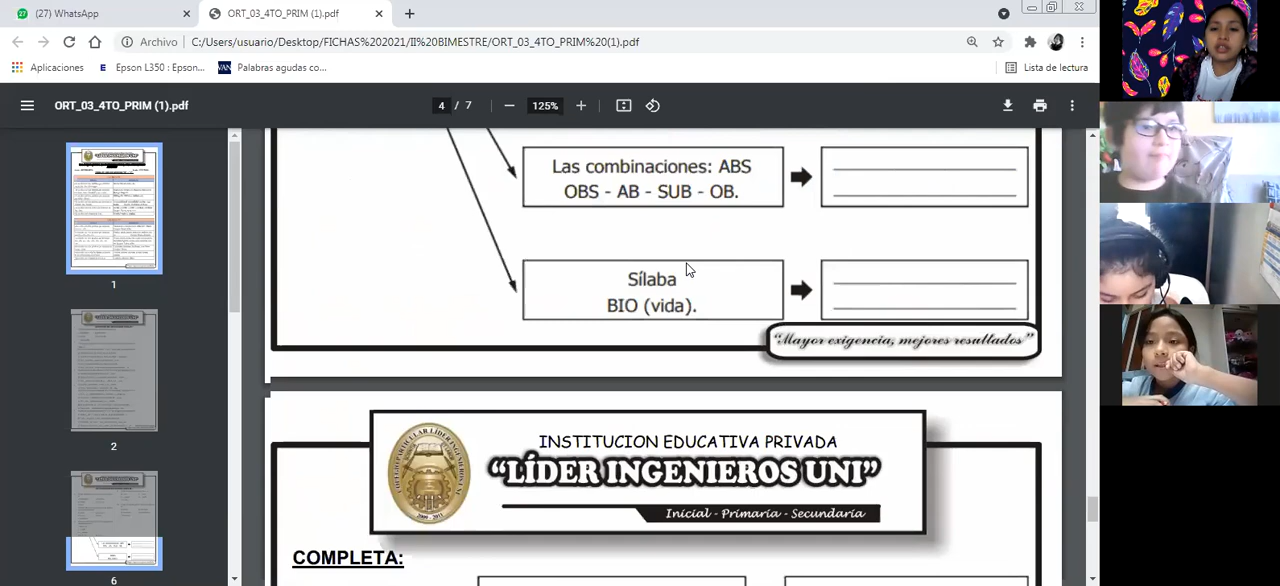 (27) WhatsApp
ORT_03_4TO_PRIM (1).pdf
Archivo
C:/Users/usuario/Desktop/FICHAS%202021/II%20BIMESTRE/ORT_03_4TO_PRIM%20(1).pdf
Aplicaciones
Epson L350 : Epson...
Palabras agudas co...
Lista de lectura
ORT_03_4TO_PRIM (1).pdf
4 / 7
125%
Las combinaciones: ABS
OBS - AB - SUB - OB.
Sílaba
BIO (vida).
"Mayor exigencia, mejores resultados"
INSTITUCION EDUCATIVA PRIVADA
"LÍDER INGENIEROS UNI"
Inicial - Primaria - Secundaria
COMPLETA:
1
2
6